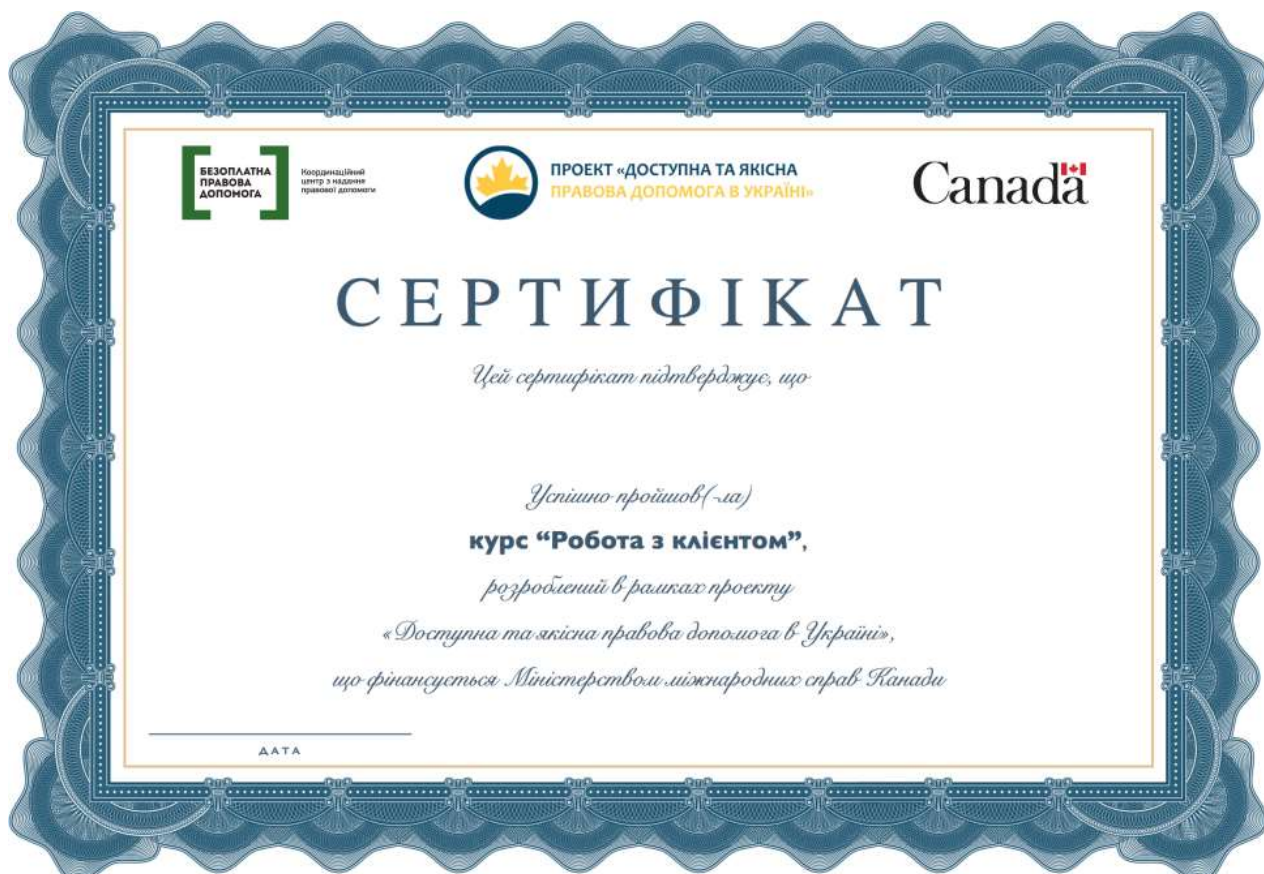 БЕЗОПЛАТНА
ПРАВОВА
ДОПОМОГА
Координаційний
центр з надання
правової допомоги
ПРОЕКТ «ДОСТУПНА ТА ЯКІСНА
ПРАВОВА ДОПОМОГА В УКРАЇНІ»
Canada
СЕРТИФІКАТ
Цей сертифікат підтверджує, що
Успішно пройшов(-ла)
курс “Робота з клієнтом”,
розроблений в рамках проекту
«Доступна та якісна правова допомога в Україні»,
що фінансується Міністерством міжнародних справ Канади
ДАТА